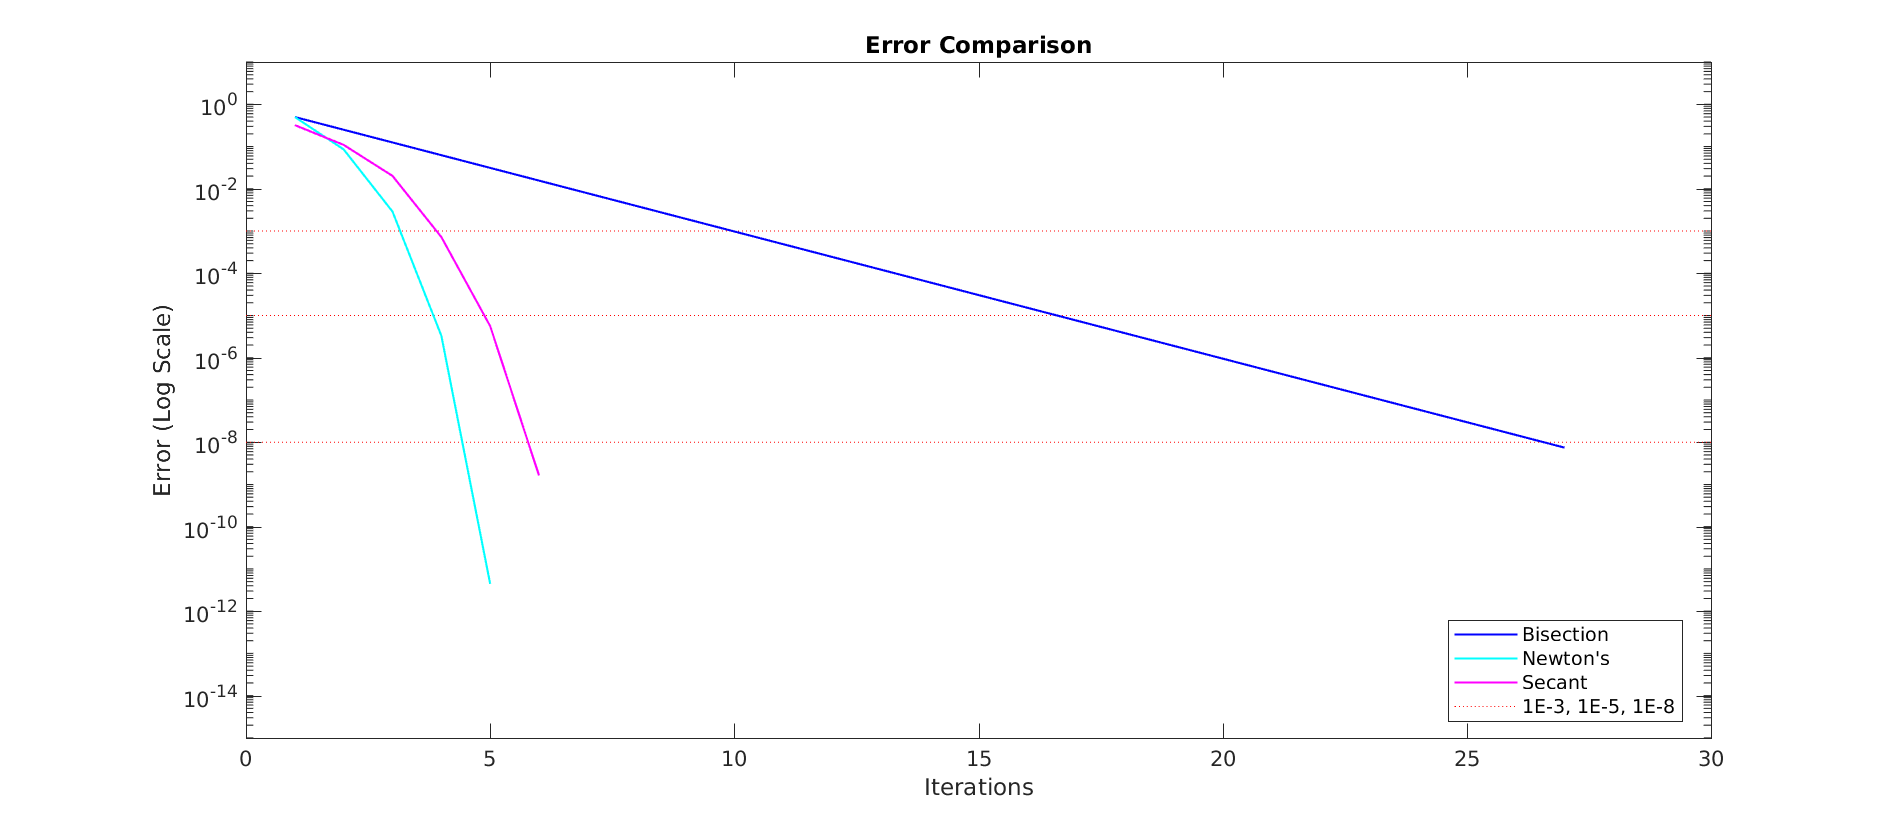 Error Comparison
Error (Log Scale)
10^0
10^-2
10^-4
10^-6
10^-8
10^-10
10^-12
10^-14
0 5 10 15 20 25 30
Iterations
Bisection
Newton's
Secant
1E-3, 1E-5, 1E-8